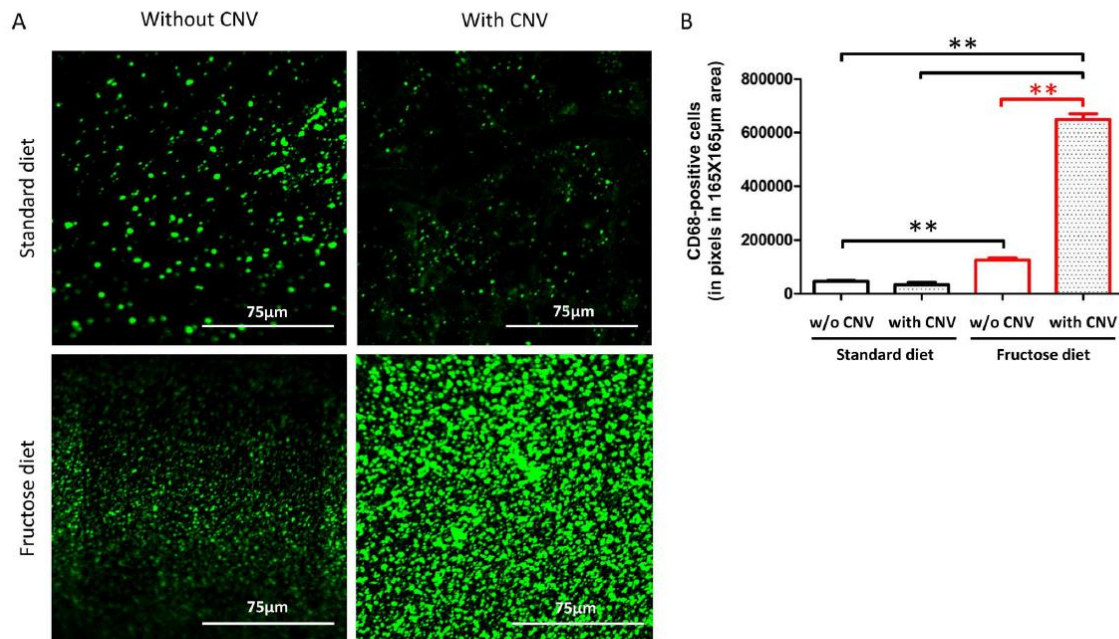 A
Without CNV
With CNV
Standard diet
75µm
75µm
Fructose diet
75µm
75µm
B
CD68-positive cells
(in pixels in 165X165µm area)
800000
600000
400000
200000
0
**
**
**
w/o CNV
with CNV
w/o CNV
with CNV
Standard diet
Fructose diet